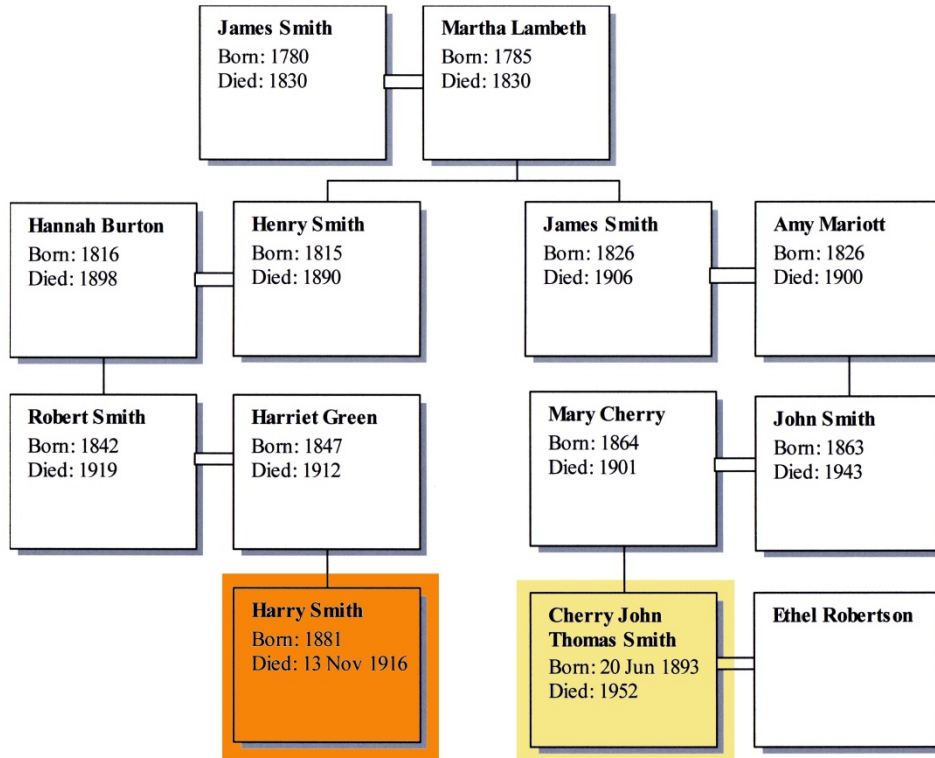 James Smith
Born: 1780
Died: 1830
Martha Lambeth
Born: 1785
Died: 1830
Hannah Burton
Born: 1816
Died: 1898
Henry Smith
Born: 1815
Died: 1890
James Smith
Born: 1826
Died: 1906
Amy Mariott
Born: 1826
Died: 1900
Robert Smith
Born: 1842
Died: 1919
Harriet Green
Born: 1847
Died: 1912
Mary Cherry
Born: 1864
Died: 1901
John Smith
Born: 1863
Died: 1943
Harry Smith
Born: 1881
Died: 13 Nov 1916
Cherry John
Thomas Smith
Born: 20 Jun 1893
Died: 1952
Ethel Robertson